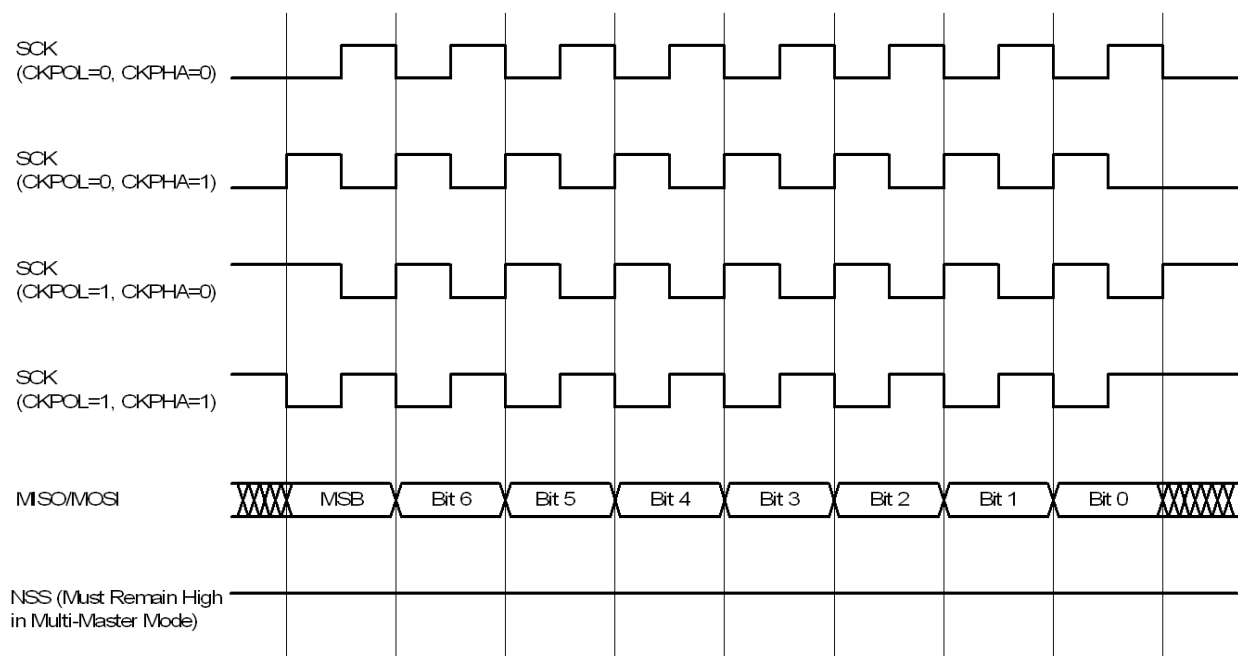 SCK
(CKPOL=0, CKPHA=0)
SCK
(CKPOL=0, CKPHA=1)
SCK
(CKPOL=1, CKPHA=0)
SCK
(CKPOL=1, CKPHA=1)
MISO/MOSI MSB Bit 6 Bit 5 Bit 4 Bit 3 Bit 2 Bit 1 Bit 0
NSS (Must Remain High
in Multi-Master Mode)